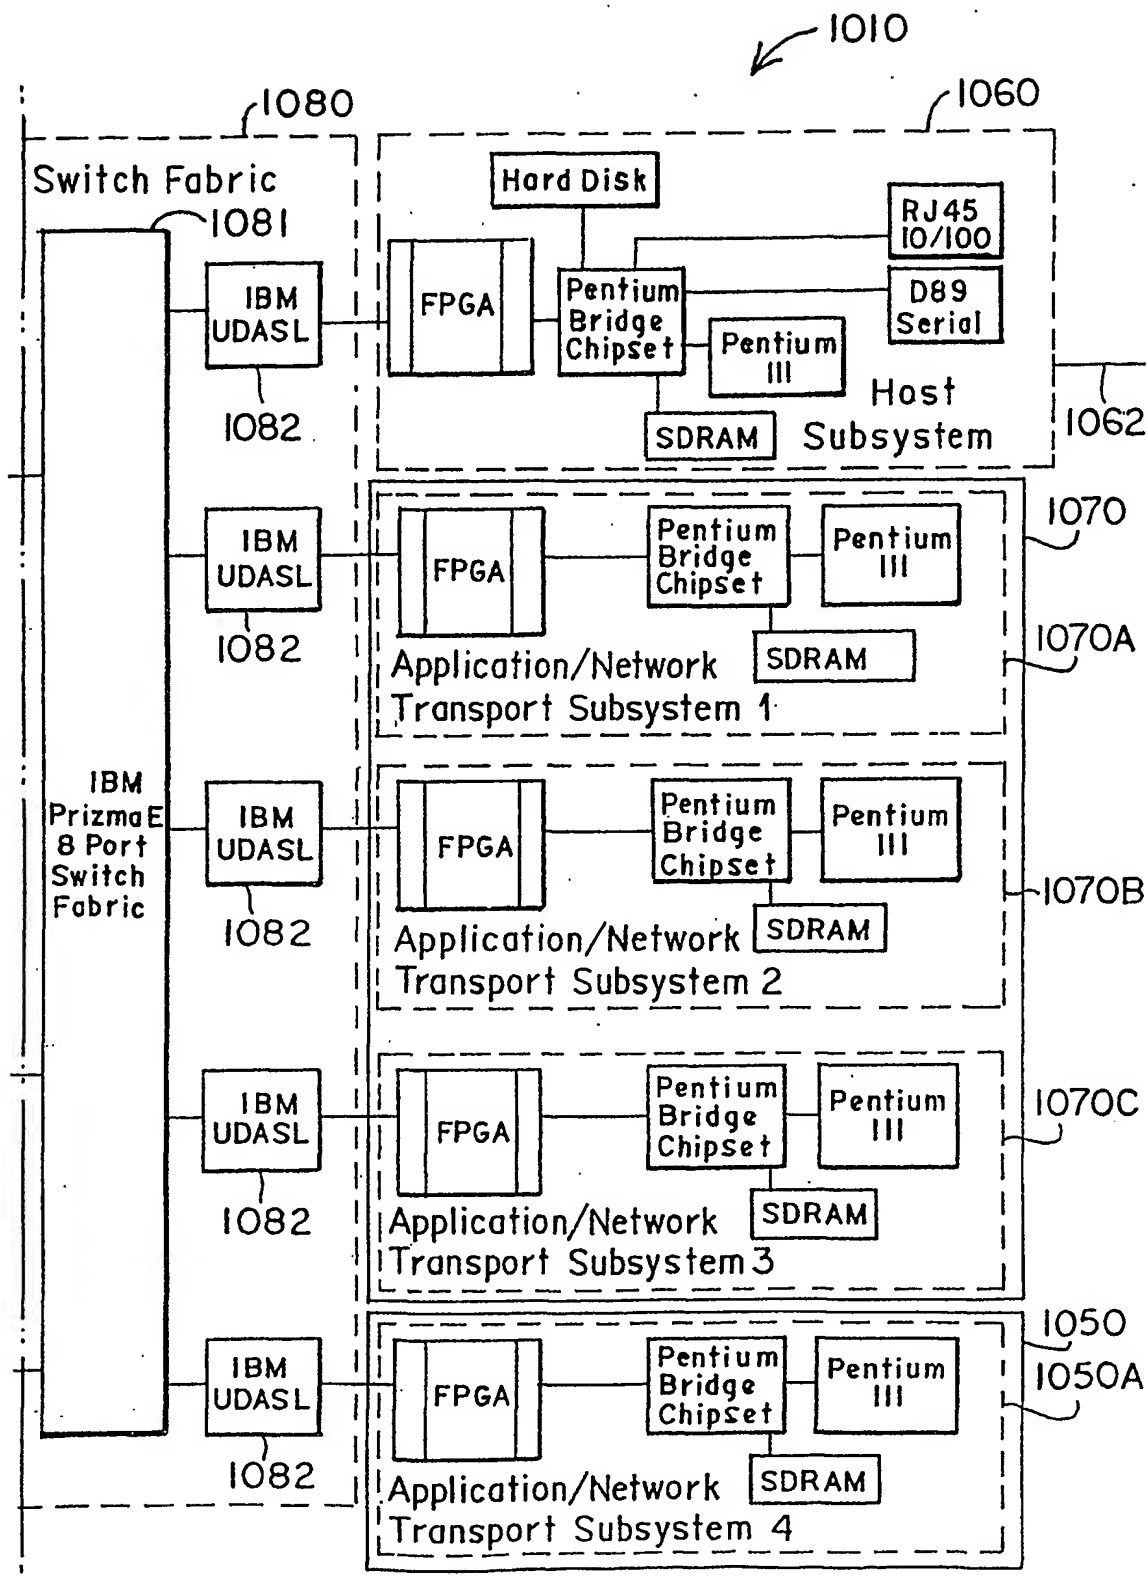 1010
1080
1060
Switch Fabric
1081
Hard Disk
RJ45
10/100
IBM
UDASL
FPGA
Pentium
Bridge
Chipset
D89
Serial
Pentium
III
1082
SDRAM
Host
Subsystem
1062
IBM
UDASL
FPGA
Pentium
Bridge
Chipset
Pentium
III
1070
1082
SDRAM
1070A
Application/Network
Transport Subsystem 1
IBM
PrizmaE
8 Port
Switch
Fabric
IBM
UDASL
FPGA
Pentium
Bridge
Chipset
Pentium
III
1070B
1082
SDRAM
Application/Network
Transport Subsystem 2
IBM
UDASL
FPGA
Pentium
Bridge
Chipset
Pentium
III
1070C
1082
SDRAM
Application/Network
Transport Subsystem 3
IBM
UDASL
FPGA
Pentium
Bridge
Chipset
Pentium
III
1050
1050A
1082
SDRAM
Application/Network
Transport Subsystem 4